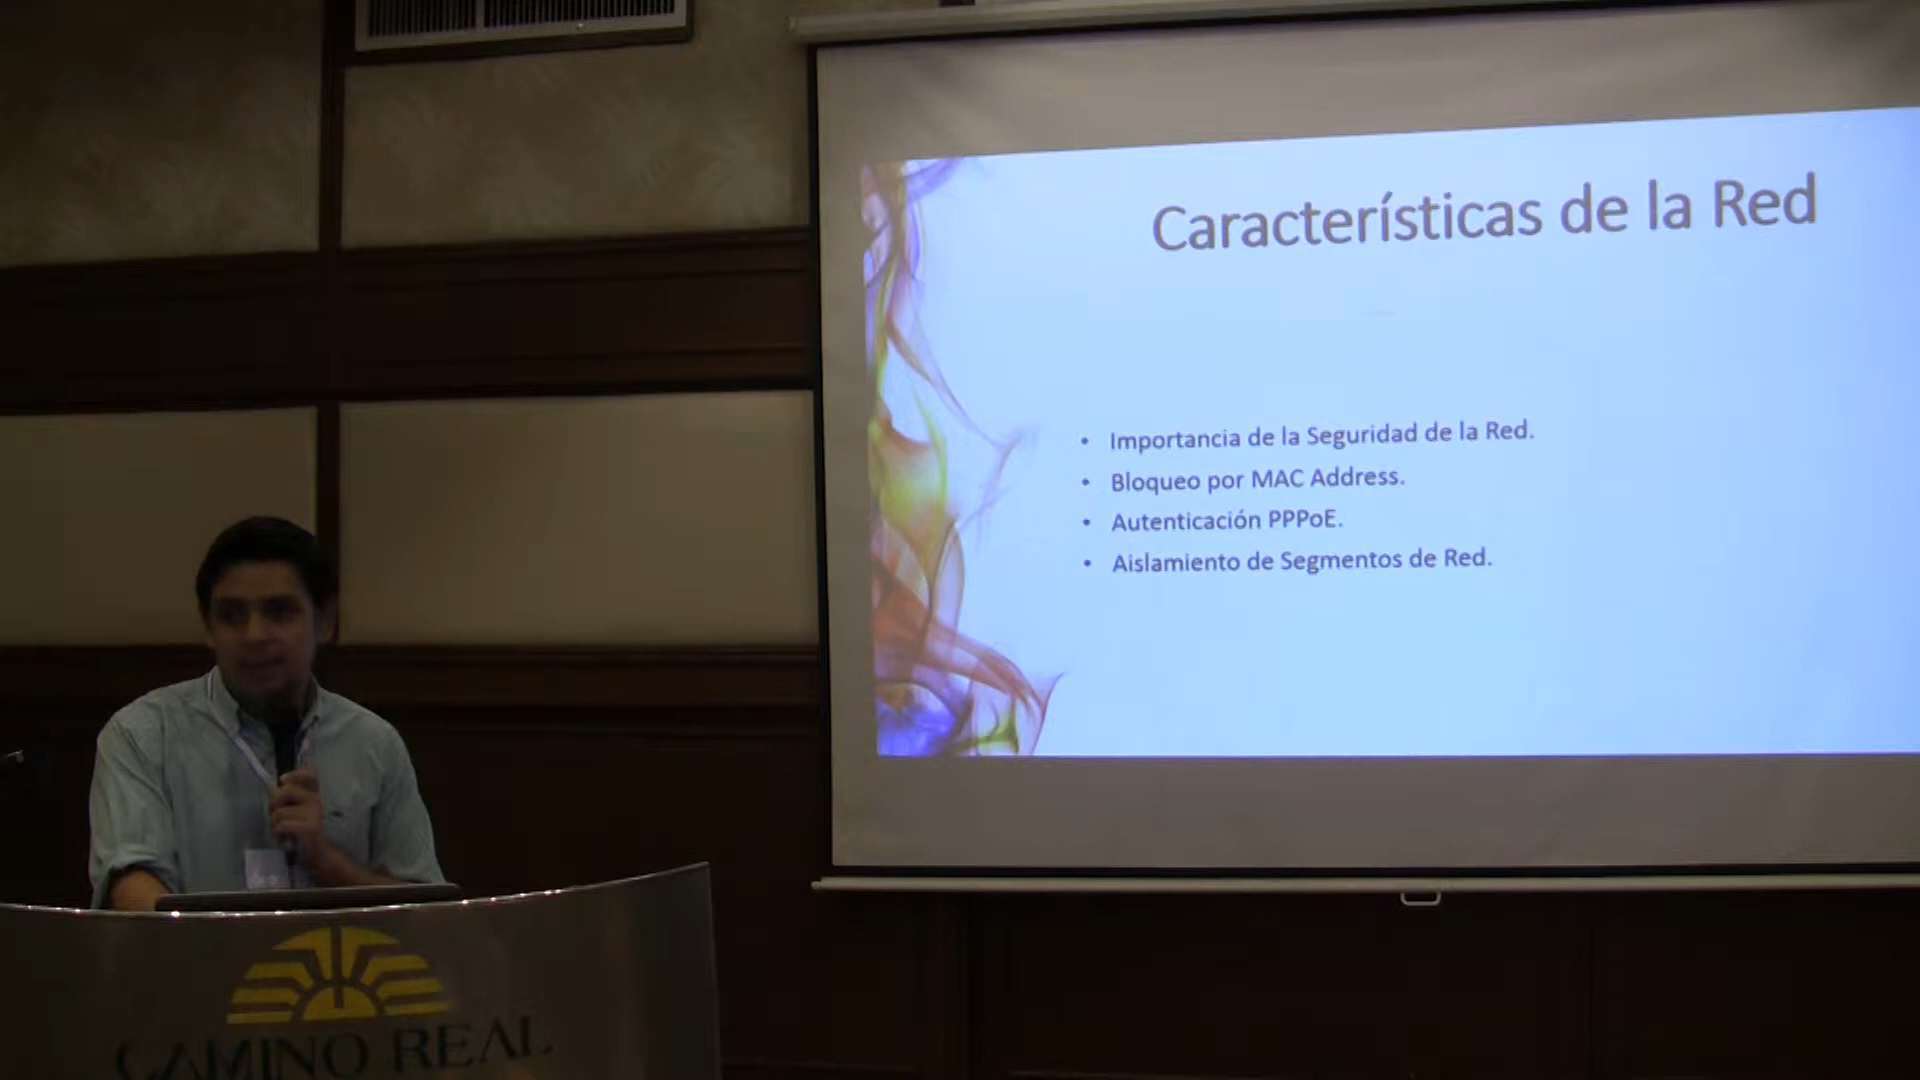 Características de la Red
• Importancia de la Seguridad de la Red.
• Bloqueo por MAC Address.
• Autenticación PPPoE.
• Aislamiento de Segmentos de Red.
CAMINO REAL